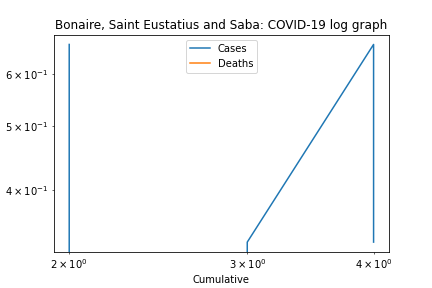 Bonaire, Saint Eustatius and Saba: COVID-19 log graph
Cases
Deaths
6 × 10⁻¹
5 × 10⁻¹
4 × 10⁻¹
2 × 10⁰
3 × 10⁰
4 × 10⁰
Cumulative